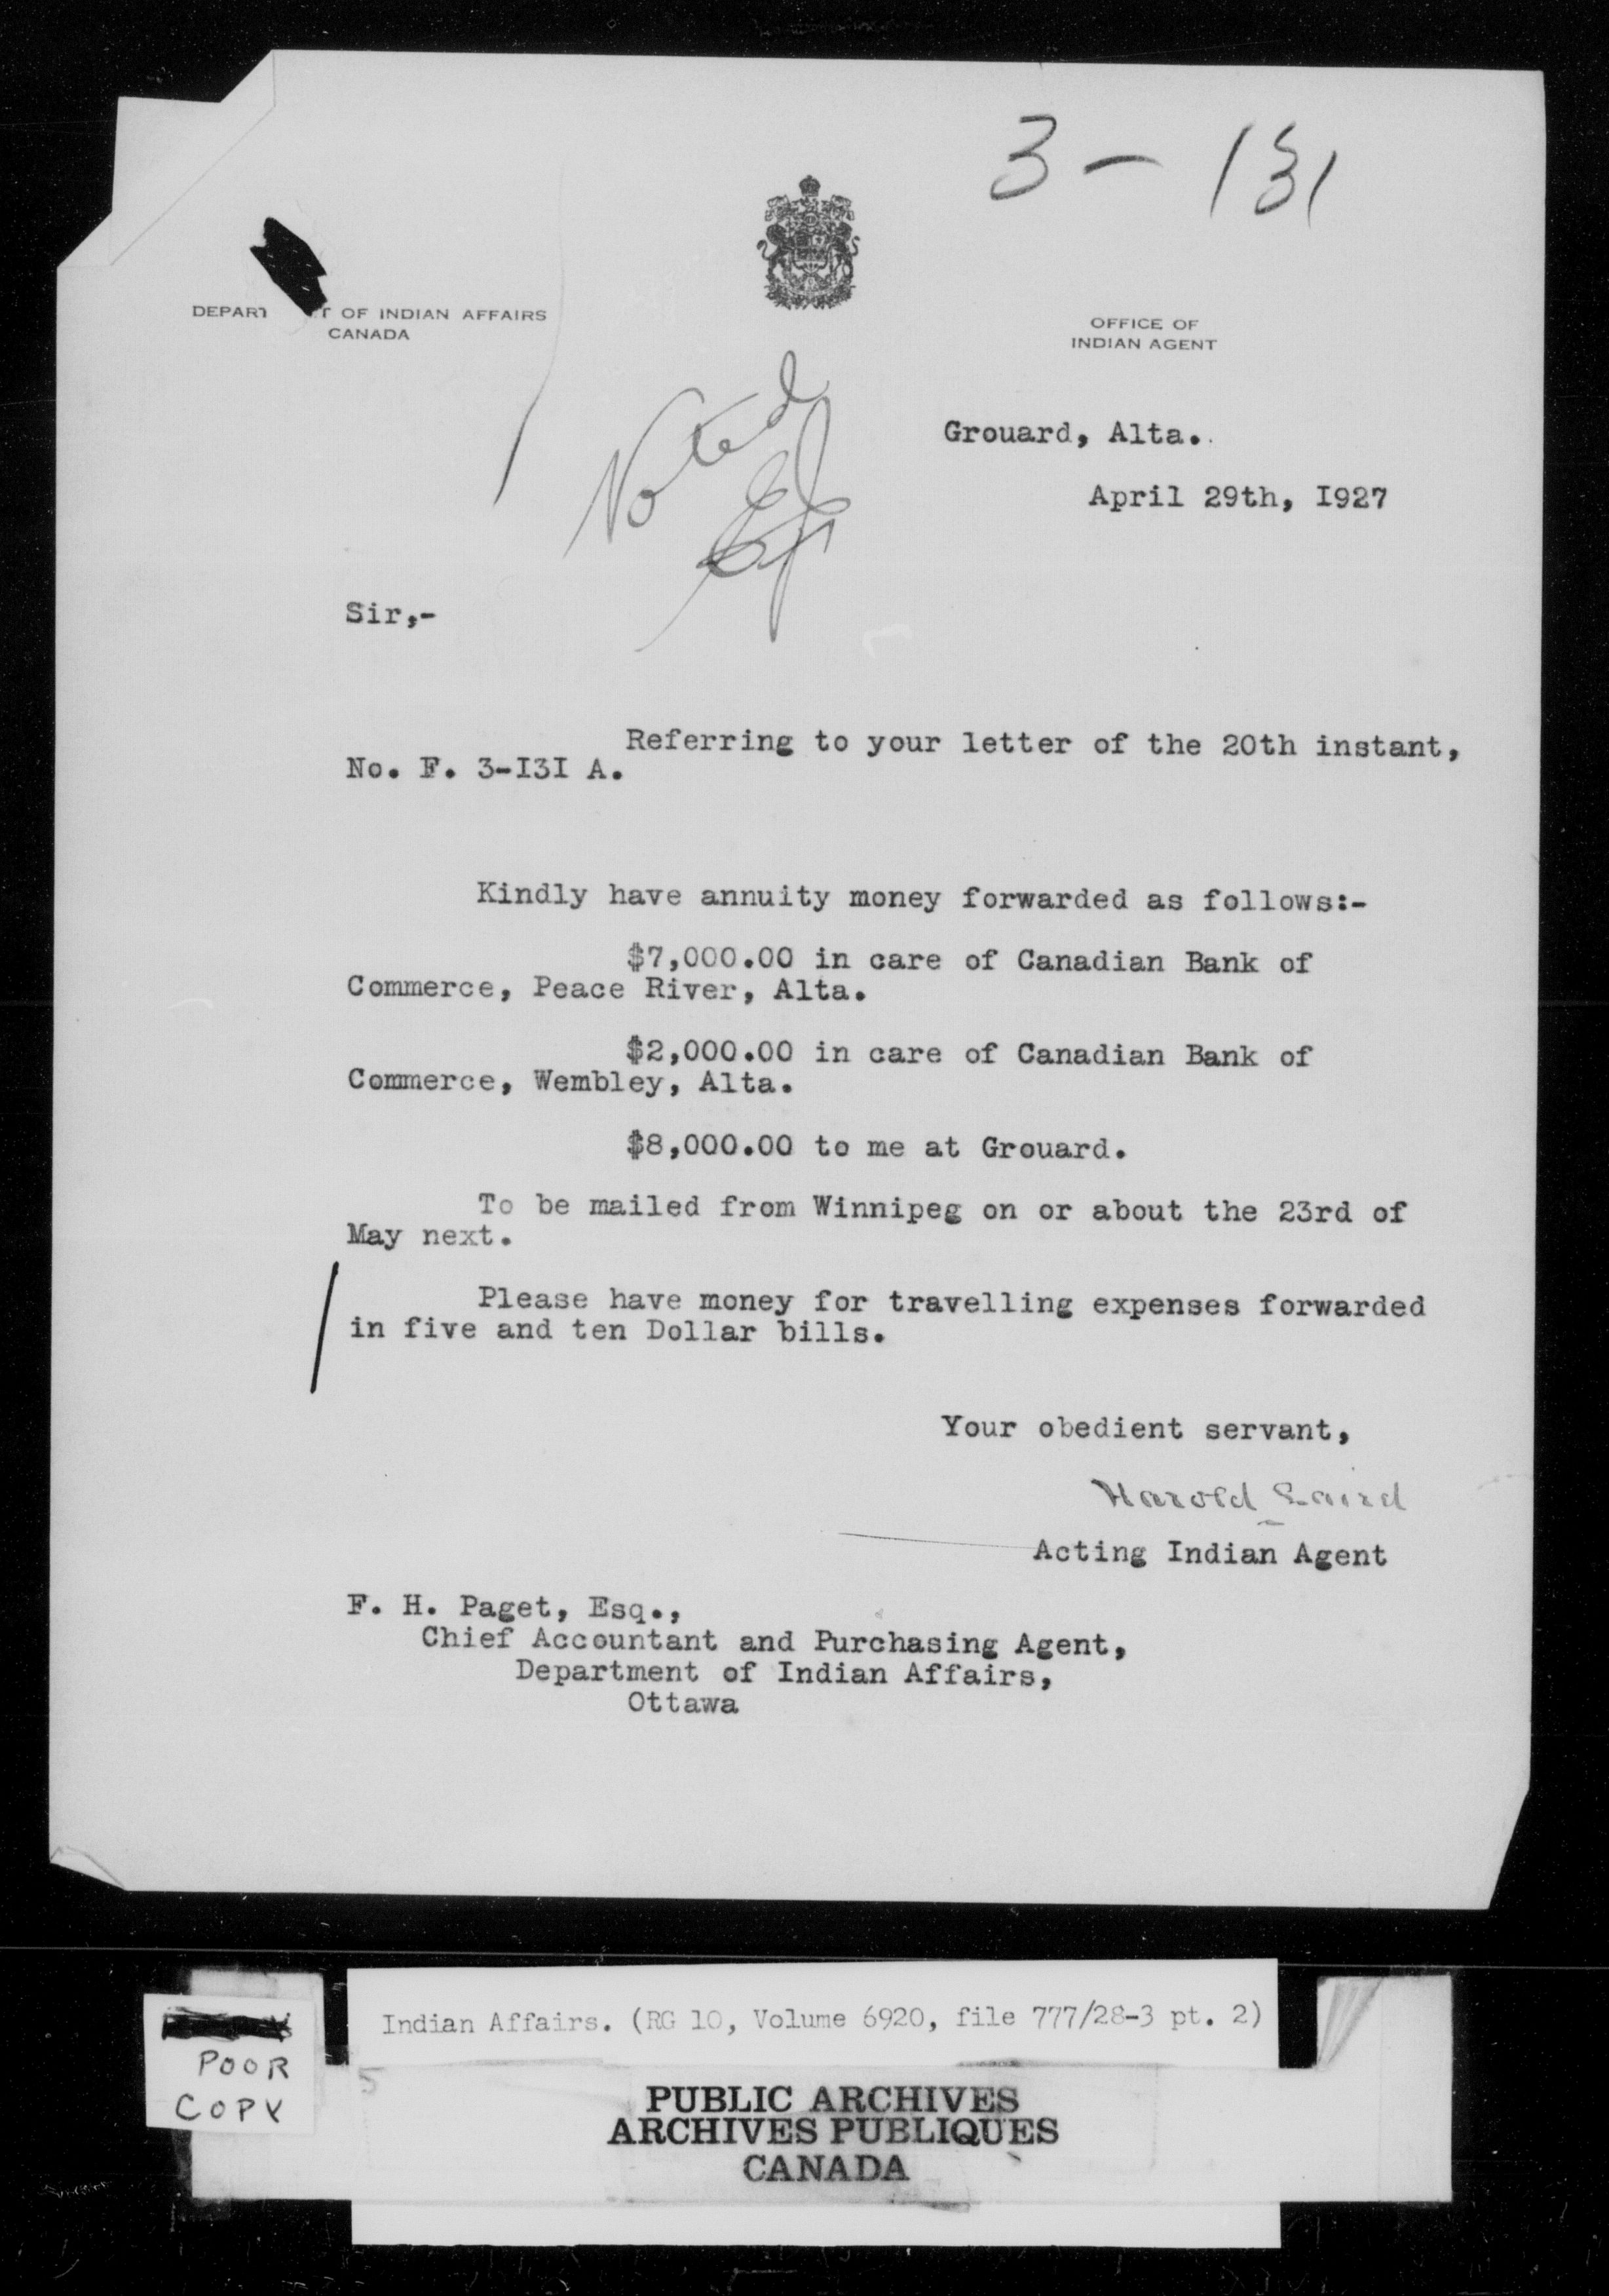 3-131
DEPART T OF INDIAN AFFAIRS
CANADA
OFFICE OF
INDIAN AGENT
Noted
Grouard, Alta.
April 29th, I927
Sir,-
Referring to your letter of the 20th instant,
No. F. 3-I3I A.
Kindly have annuity money forwarded as follows:-
$7,000.00 in care of Canadian Bank of
Commerce, Peace River, Alta.
$2,000.00 in care of Canadian Bank of
Commerce, Wembley, Alta.
$8,000.00 to me at Grouard.
To be mailed from Winnipeg on or about the 23rd of
May next.
Please have money for travelling expenses forwarded
in five and ten Dollar bills.
Your obedient servant,
Harold Laird
Acting Indian Agent
F. H. Paget, Esq.,
Chief Accountant and Purchasing Agent,
Department of Indian Affairs,
Ottawa
Indian Affairs. (RG 10, Volume 6920, file 777/28-3 pt. 2)
POOR
COPY
5
PUBLIC ARCHIVES
ARCHIVES PUBLIQUES
CANADA